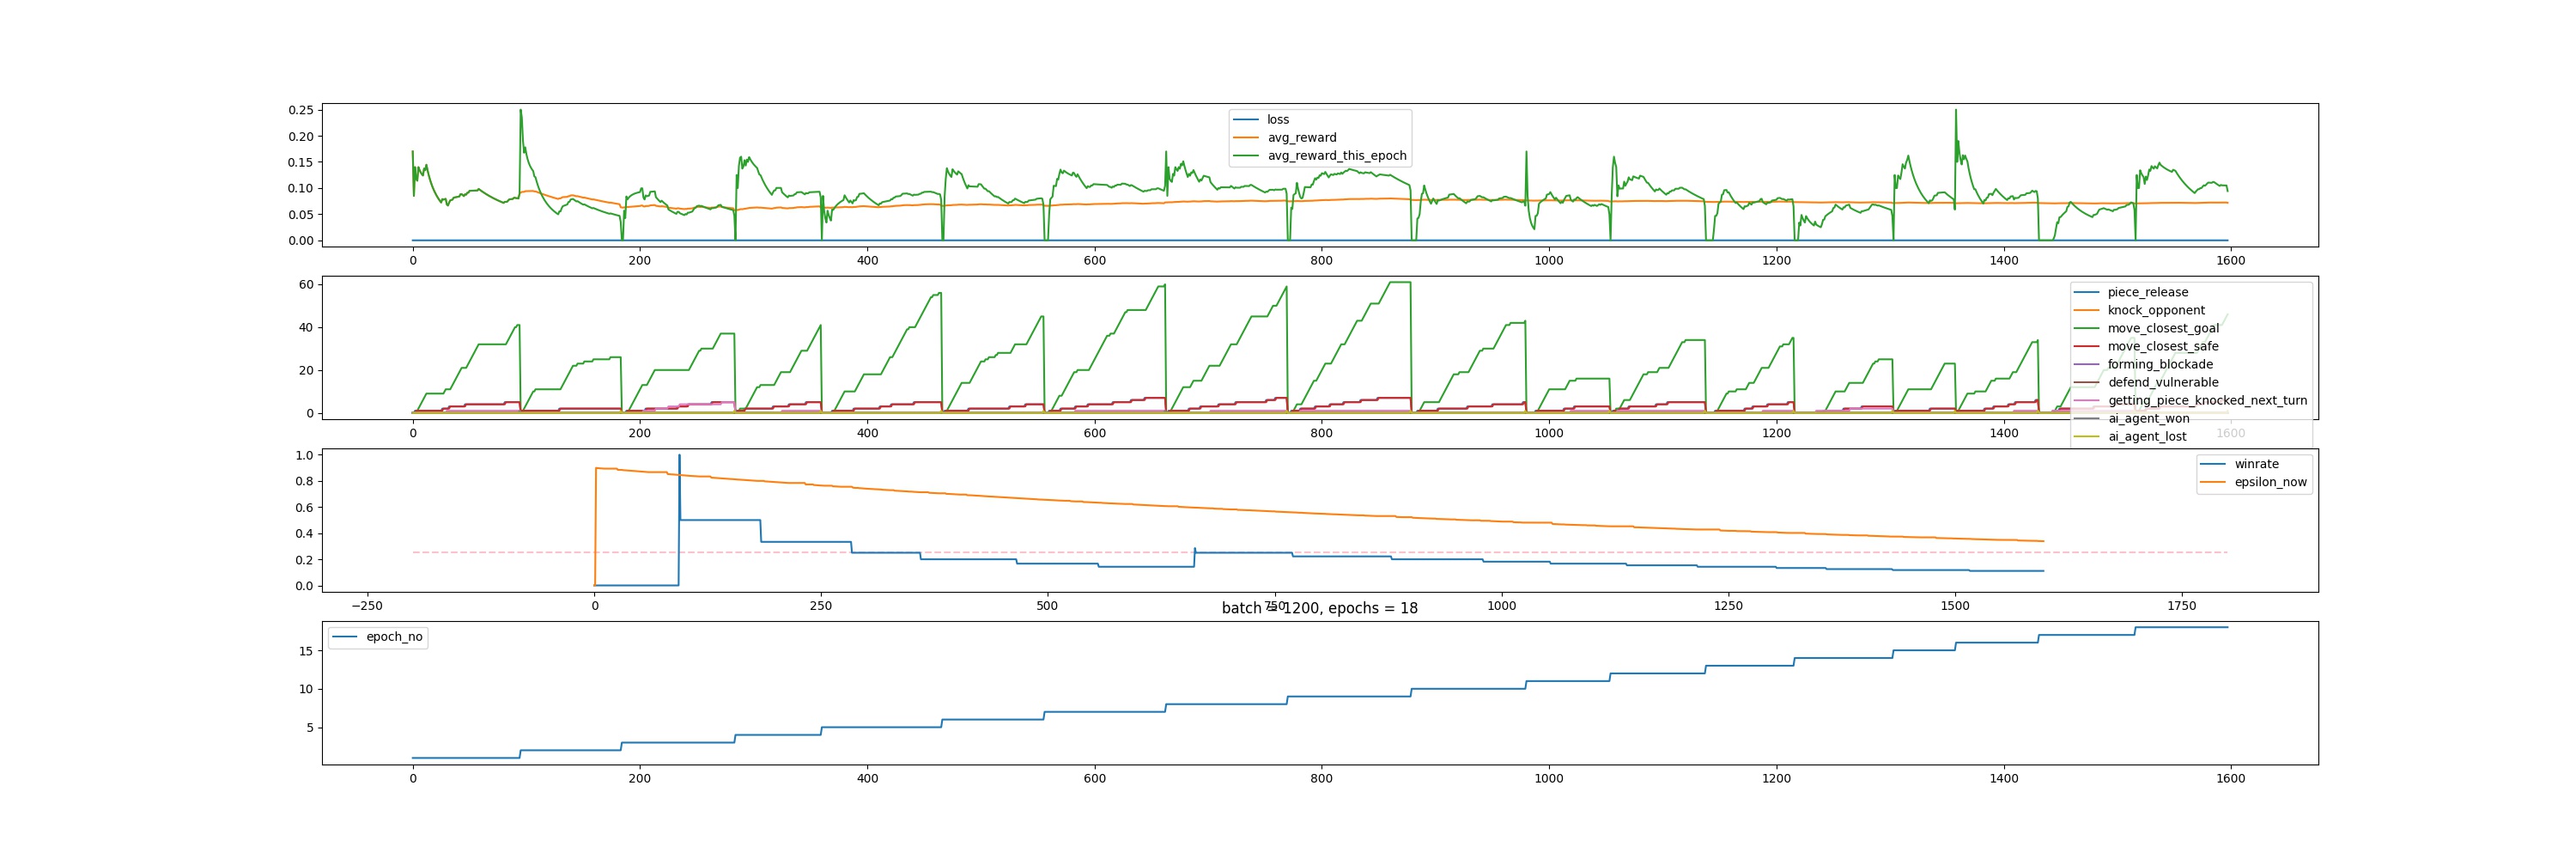 0.25
0.20
0.15
0.10
0.05
0.00
loss
avg_reward
avg_reward_this_epoch
0 200 400 600 800 1000 1200 1400 1600
60
40
20
0
piece_release
knock_opponent
move_closest_goal
move_closest_safe
forming_blockade
defend_vulnerable
getting_piece_knocked_next_turn
ai_agent_won
ai_agent_lost
0 200 400 600 800 1000 1200 1400 1600
1.0
0.8
0.6
0.4
0.2
0.0
winrate
epsilon_now
−250 0 250 500 750 1000 1250 1500 1750
batch = 1200, epochs = 18
15
10
5
epoch_no
0 200 400 600 800 1000 1200 1400 1600